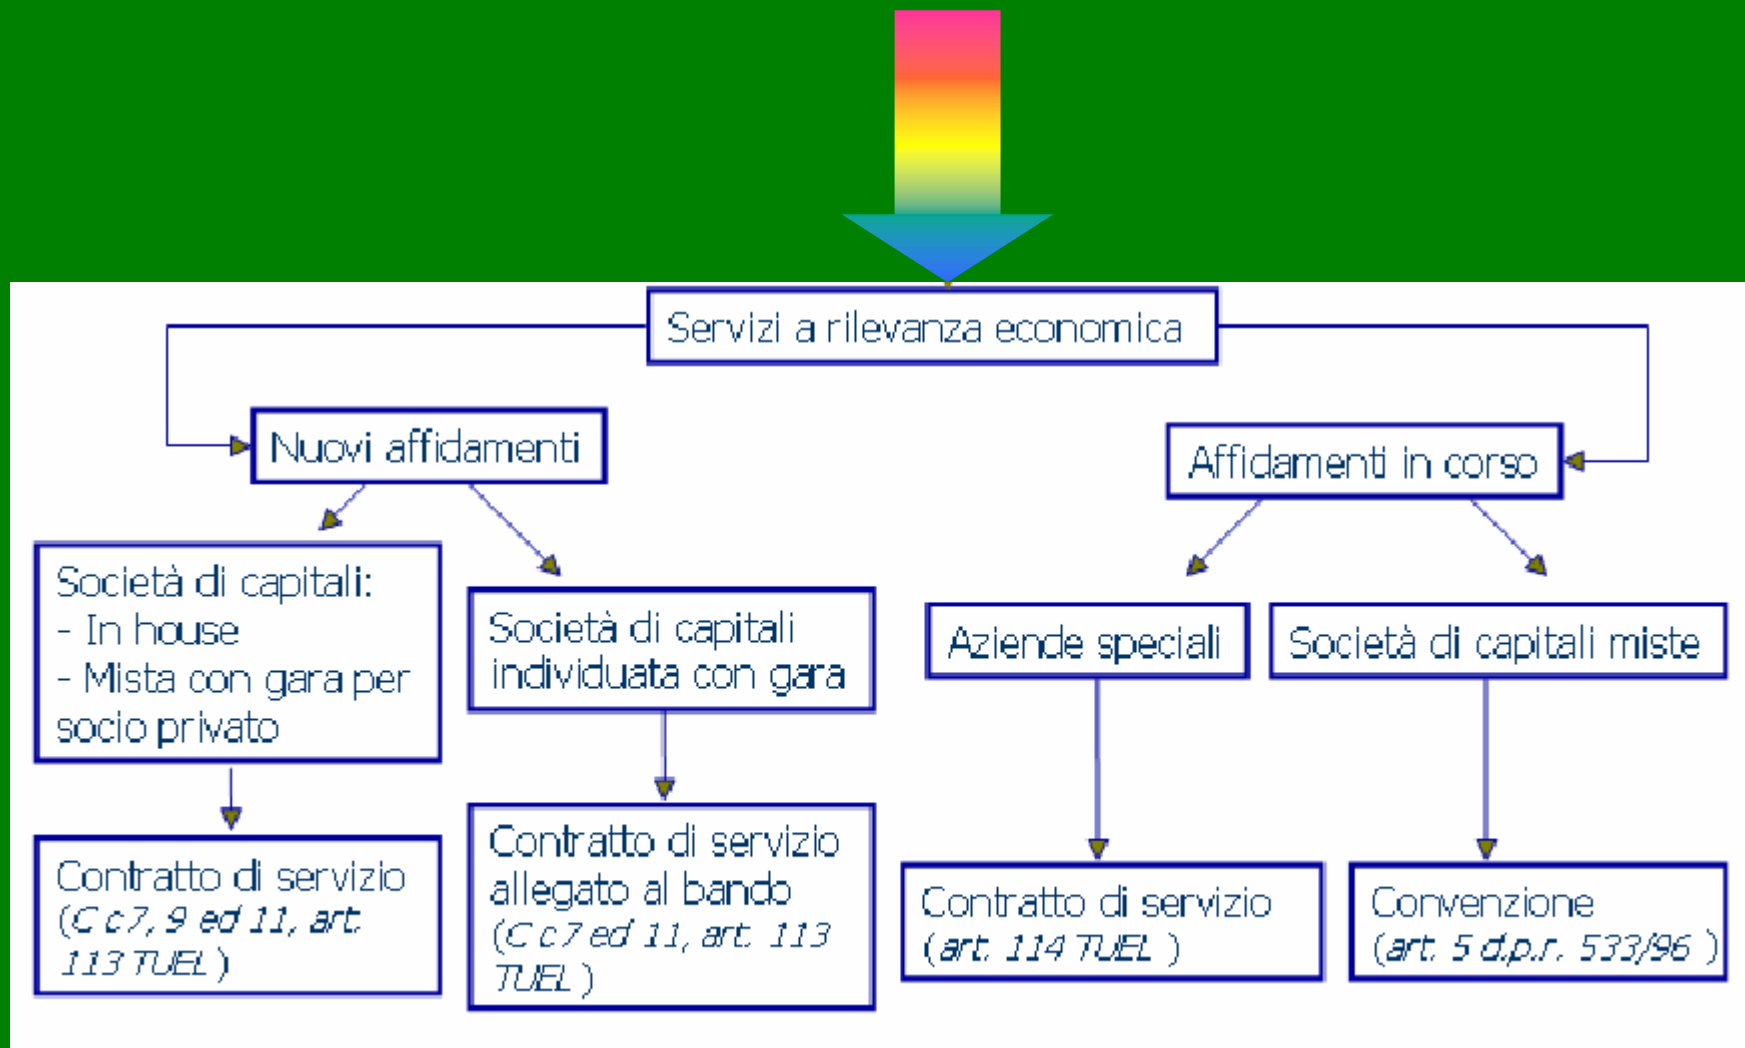 Servizi a rilevanza economica
Nuovi affidamenti
Affidamenti in corso
Società di capitali:
- In house
- Mista con gara per
socio privato
Società di capitali
individuata con gara
Aziende speciali
Società di capitali miste
Contratto di servizio
(C c7, 9 ed 11, art.
113 TUEL )
Contratto di servizio
allegato al bando
(C c7 ed 11, art. 113
TUEL )
Contratto di servizio
(art. 114 TUEL )
Convenzione
(art. 5 d.p.r. 533/96 )